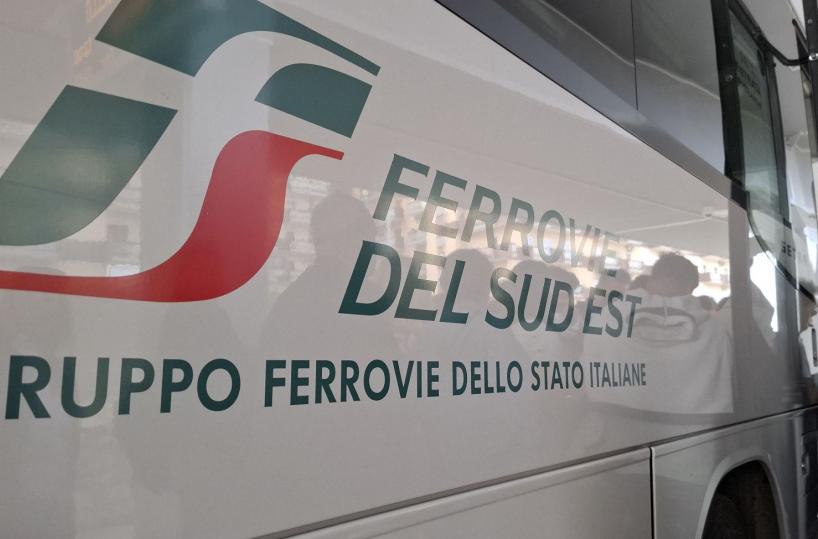 FERROVIE
DEL SUD EST
RUPPO FERROVIE DELLO STATO ITALIANE